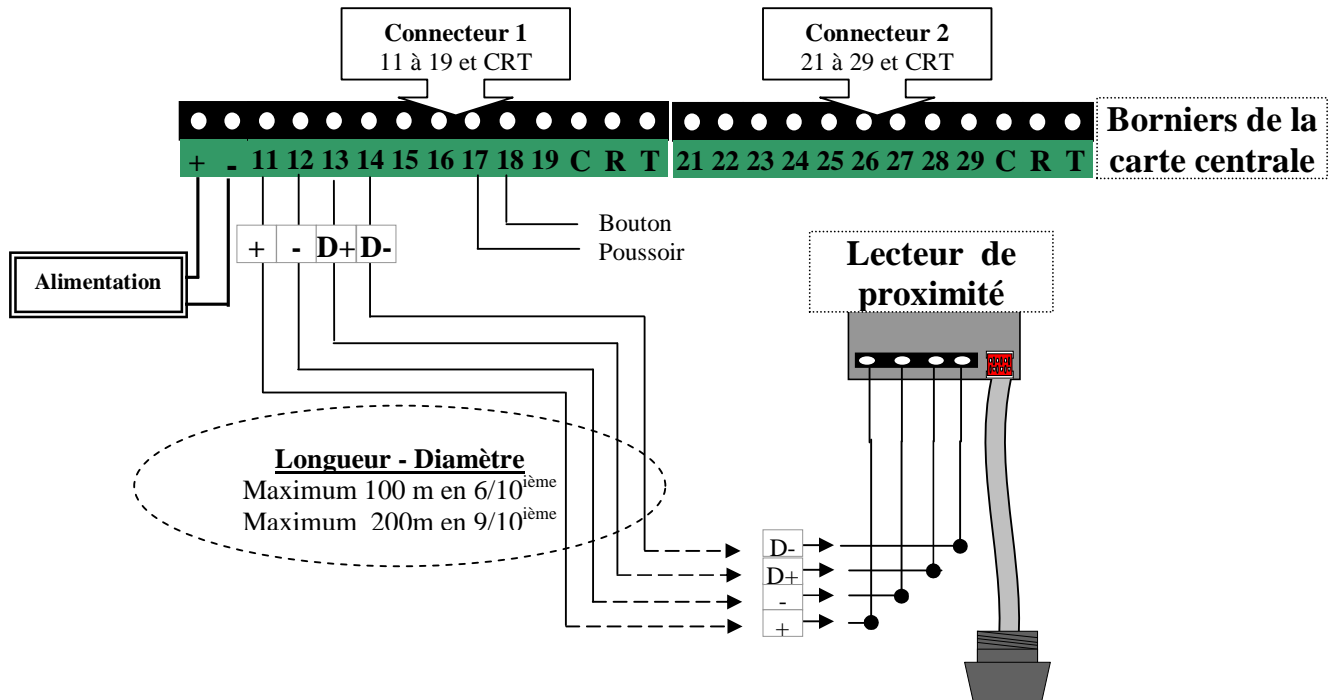 Connecteur 1
11 à 19 et CRT
Connecteur 2
21 à 29 et CRT
+ - 11 12 13 14 15 16 17 18 19 C R T 21 22 23 24 25 26 27 28 29 C R T
Borniers de la
carte centrale
+ - D+ D-
Bouton
Poussoir
Alimentation
Lecteur de
proximité
Longueur - Diamètre
Maximum 100 m en 6/10ième
Maximum 200m en 9/10ième
D-
D+
-
+